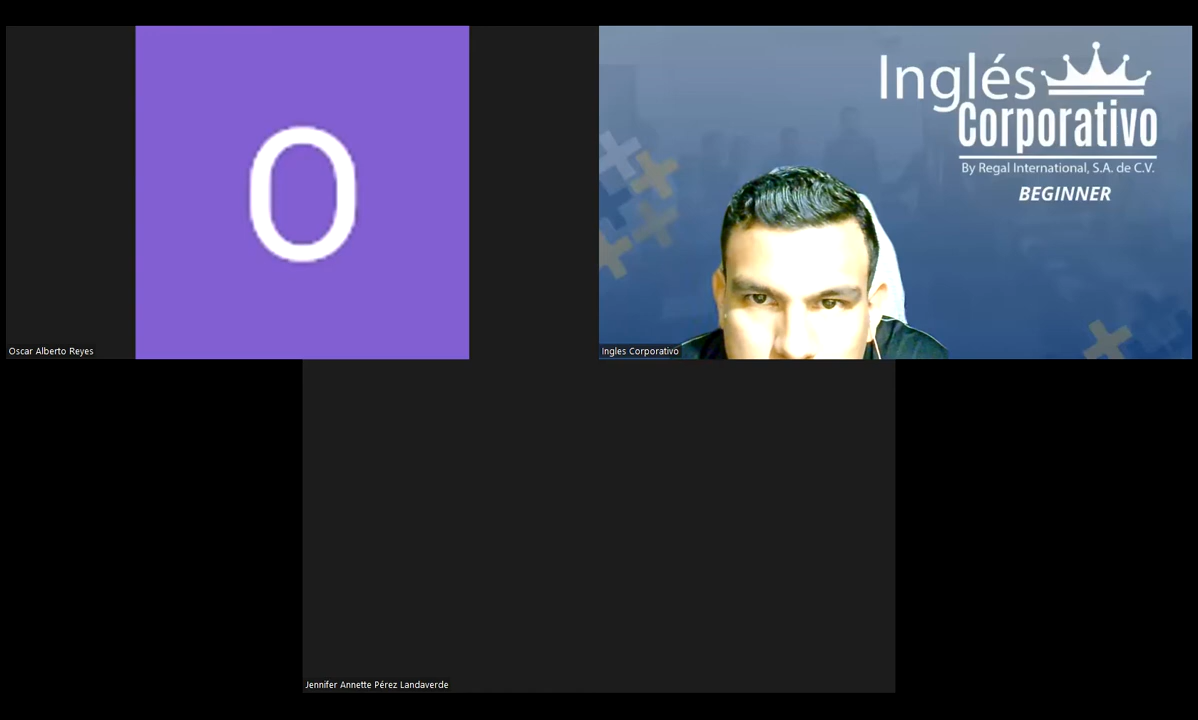 O
Oscar Alberto Reyes
Inglés
Corporativo
By Regal International, S.A. de C.V.
BEGINNER
Ingles Corporativo
Jennifer Annette Pérez Landaverde